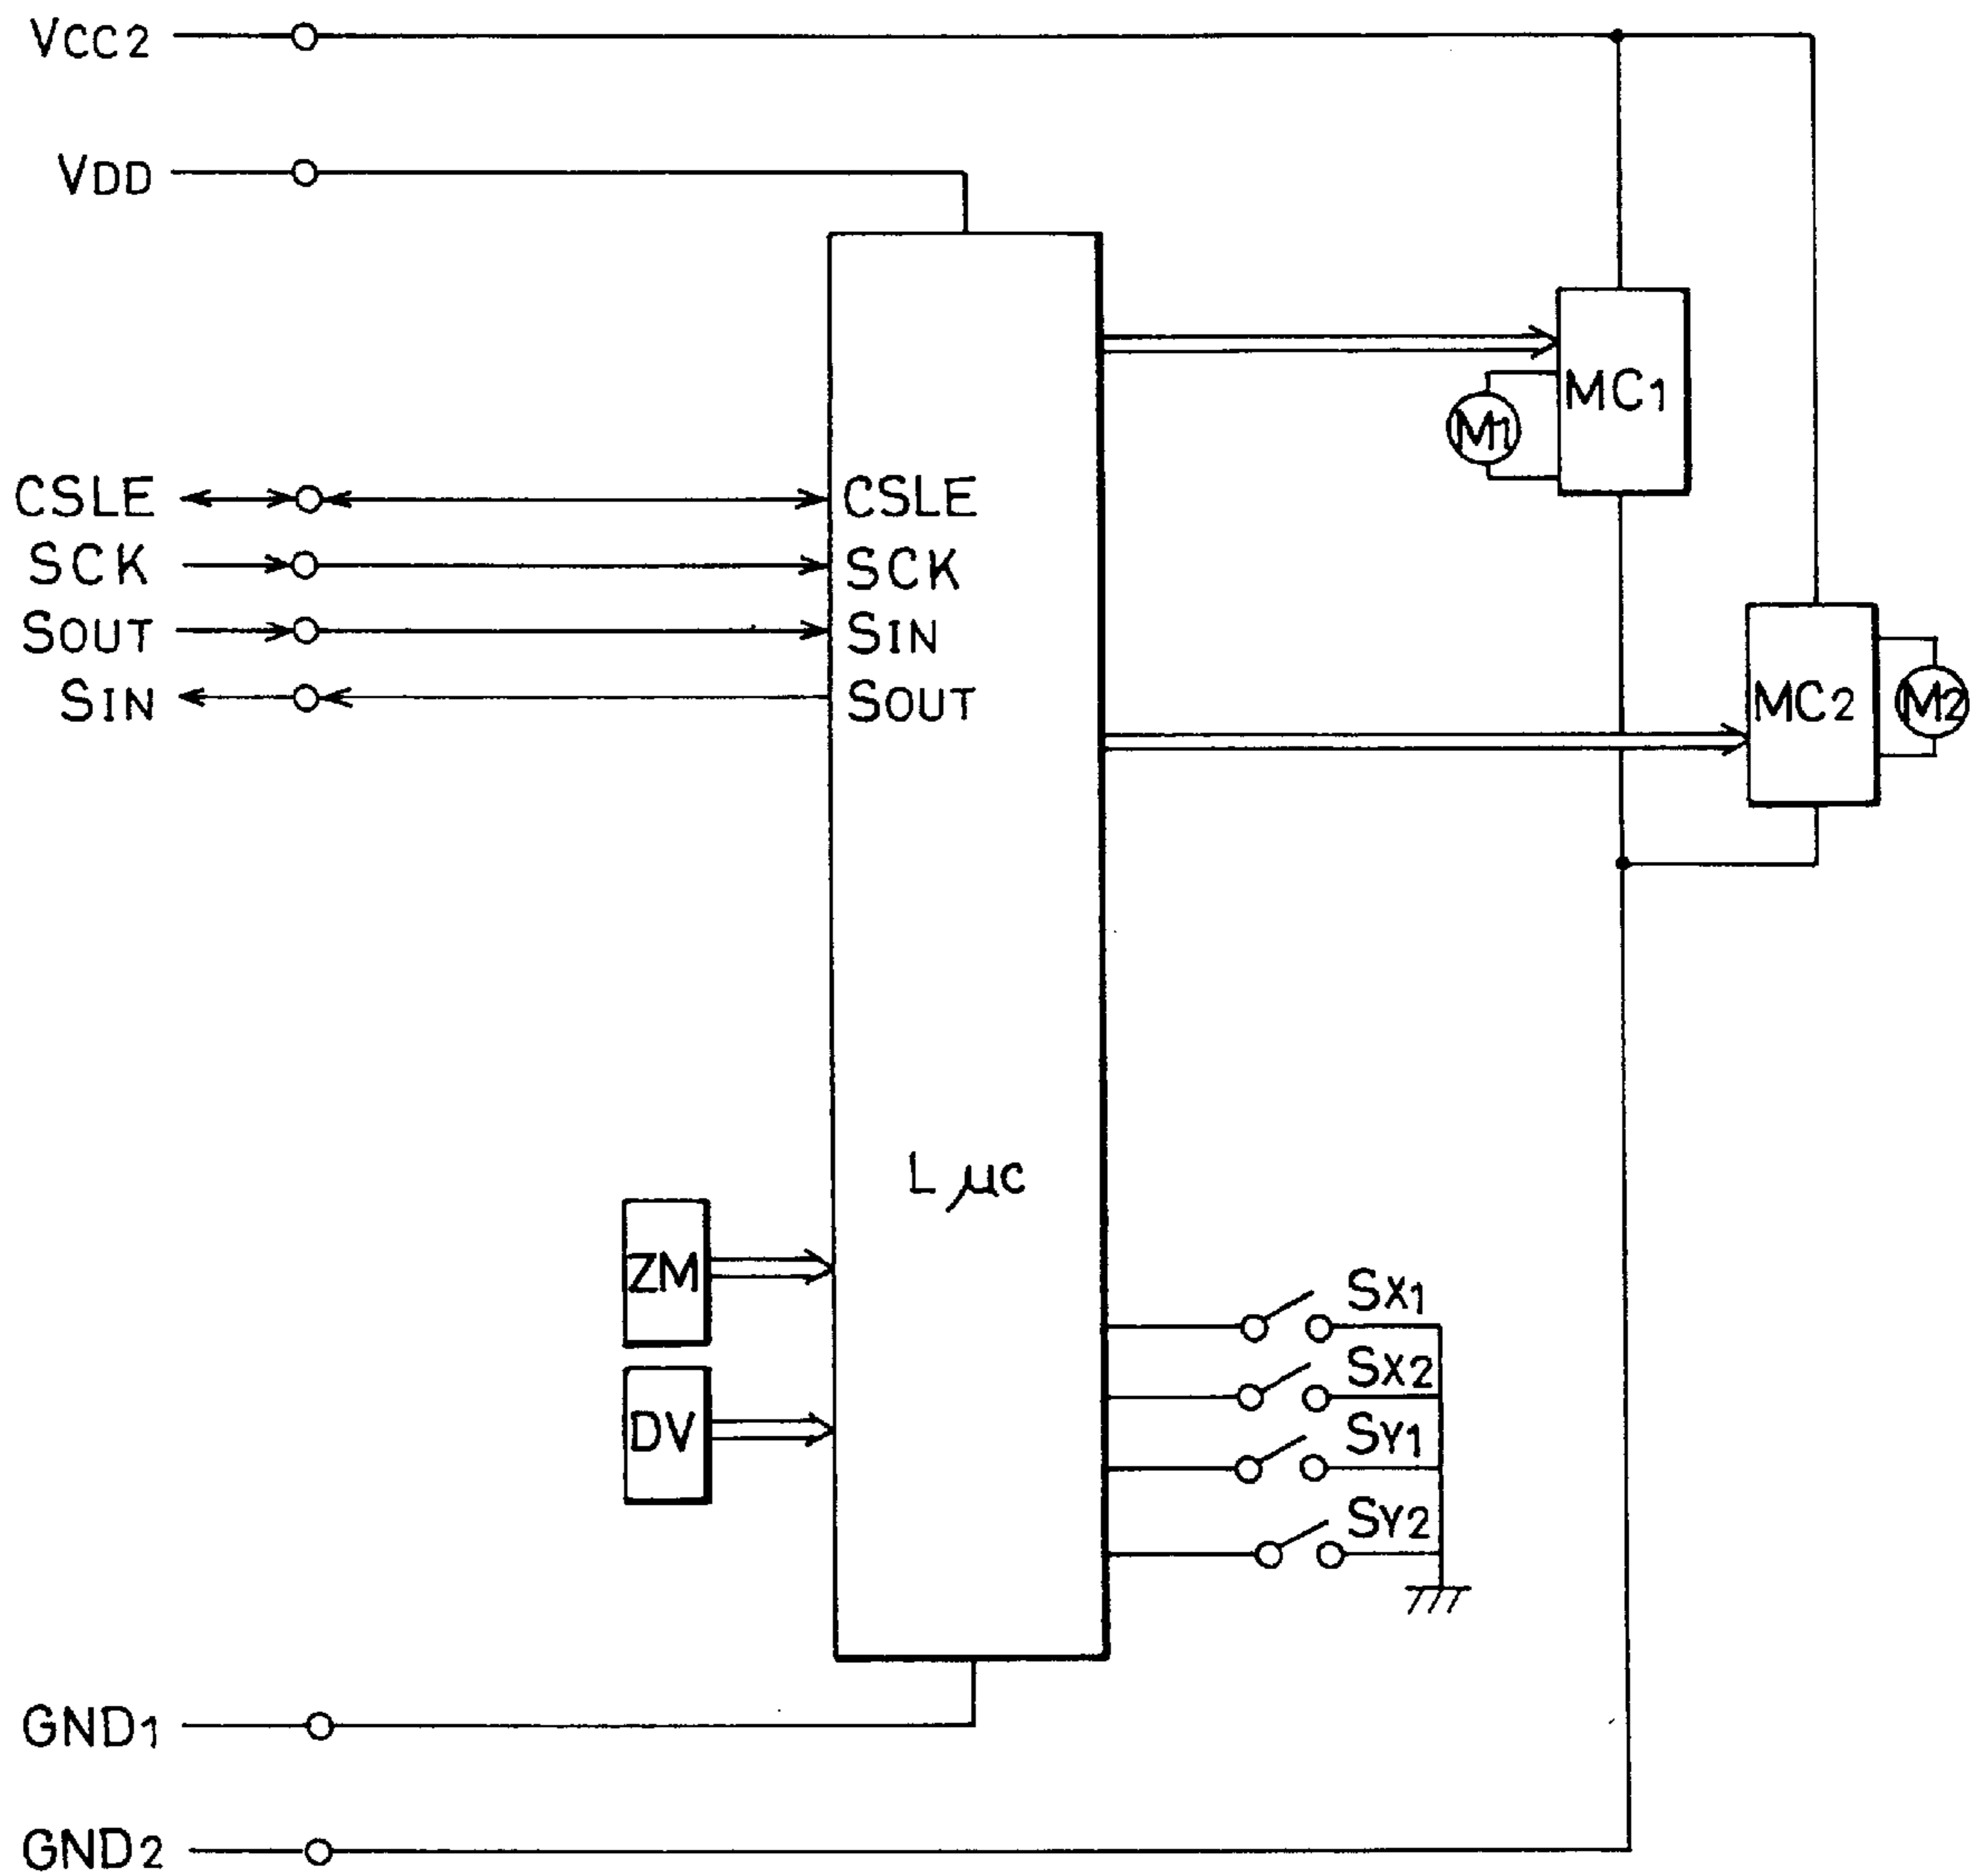 VCC2
VDD
MC1
M1
CSLE CSLE
SCK SCK
SOUT SIN
SIN SOUT
MC2 M2
Lμc
ZM
SX1
SX2
DV
SY1
SY2
GND1
GND2